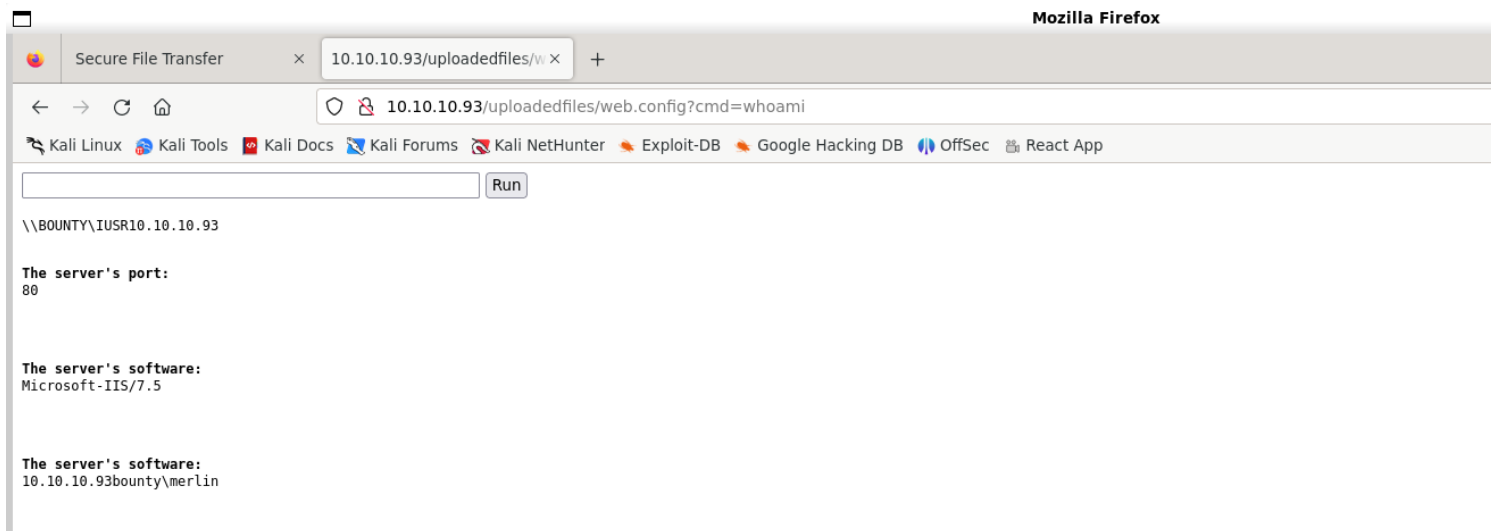 Mozilla Firefox
Secure File Transfer
10.10.10.93/uploadedfiles/w
10.10.10.93/uploadedfiles/web.config?cmd=whoami
Kali Linux Kali Tools Kali Docs Kali Forums Kali NetHunter Exploit-DB Google Hacking DB OffSec React App
Run
\\BOUNTY\IUSR10.10.10.93
The server's port:
80
The server's software:
Microsoft-IIS/7.5
The server's software:
10.10.10.93bounty\merlin